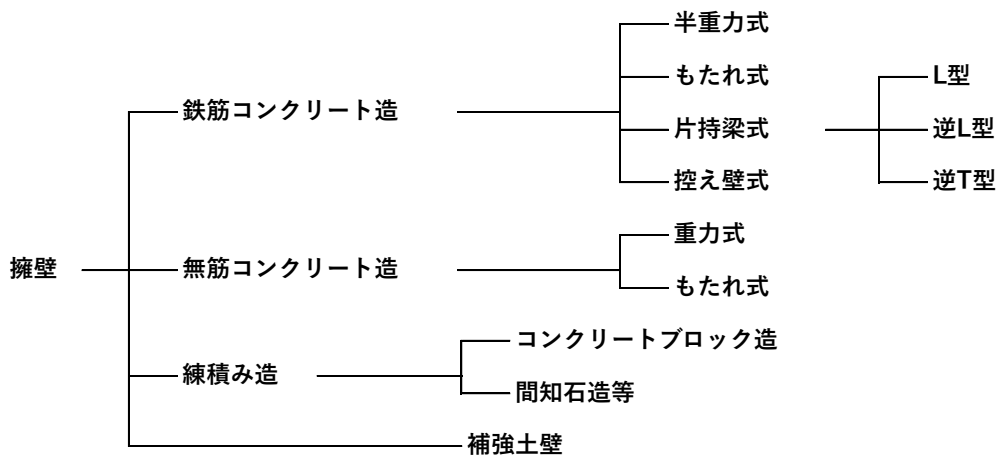 擁壁
鉄筋コンクリート造
半重力式
もたれ式
片持梁式
L型
逆L型
逆T型
控え壁式
無筋コンクリート造
重力式
もたれ式
練積み造
コンクリートブロック造
間知石造等
補強土壁